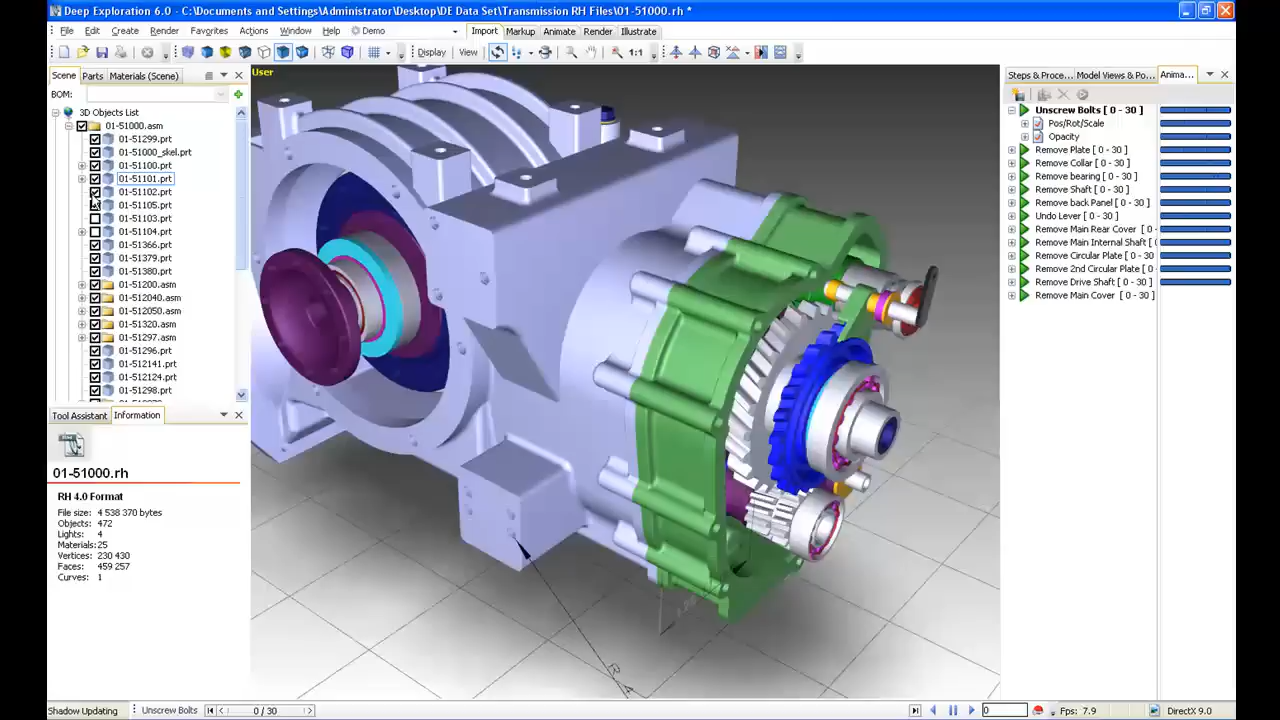 Deep Exploration 6.0 - C:\Documents and Settings\Administrator\Desktop\DE Data Set\Transmission RH Files\01-51000.rh *
File Edit Create Render Favorites Actions Window Help Demo
Import Markup Animate Render Illustrate
Display View 1:1
Scene Parts Materials (Scene)
BOM:
3D Objects List
01-51000.asm
01-51299.prt
01-51000_skel.prt
01-51100.prt
01-51101.prt
01-51102.prt
01-51105.prt
01-51103.prt
01-51104.prt
01-51366.prt
01-51379.prt
01-51380.prt
01-51200.asm
01-512040.asm
01-512050.asm
01-51320.asm
01-51297.asm
01-51296.prt
01-512141.prt
01-512124.prt
01-51298.prt
Tool Assistant Information
01-51000.rh
RH 4.0 Format
File size: 4 538 370 bytes
Objects: 472
Lights: 4
Materials: 25
Vertices: 230 430
Faces: 459 257
Curves: 1
User
Steps & Proce... Model Views & Po... Anima...
Unscrew Bolts [ 0 - 30 ]
Pos/Rot/Scale
Opacity
Remove Plate [ 0 - 30 ]
Remove Collar [ 0 - 30 ]
Remove bearing [ 0 - 30 ]
Remove Shaft [ 0 - 30 ]
Remove back Panel [ 0 - 30 ]
Undo Lever [ 0 - 30 ]
Remove Main Rear Cover [ 0 - 30
Remove Main Internal Shaft [
Remove Circular Plate [ 0 - 30
Remove 2nd Circular Plate [ 0 -
Remove Drive Shaft [ 0 - 30 ]
Remove Main Cover [ 0 - 30 ]
Shadow Updating Unscrew Bolts 0 / 30 0 Fps: 7.9 DirectX 9.0